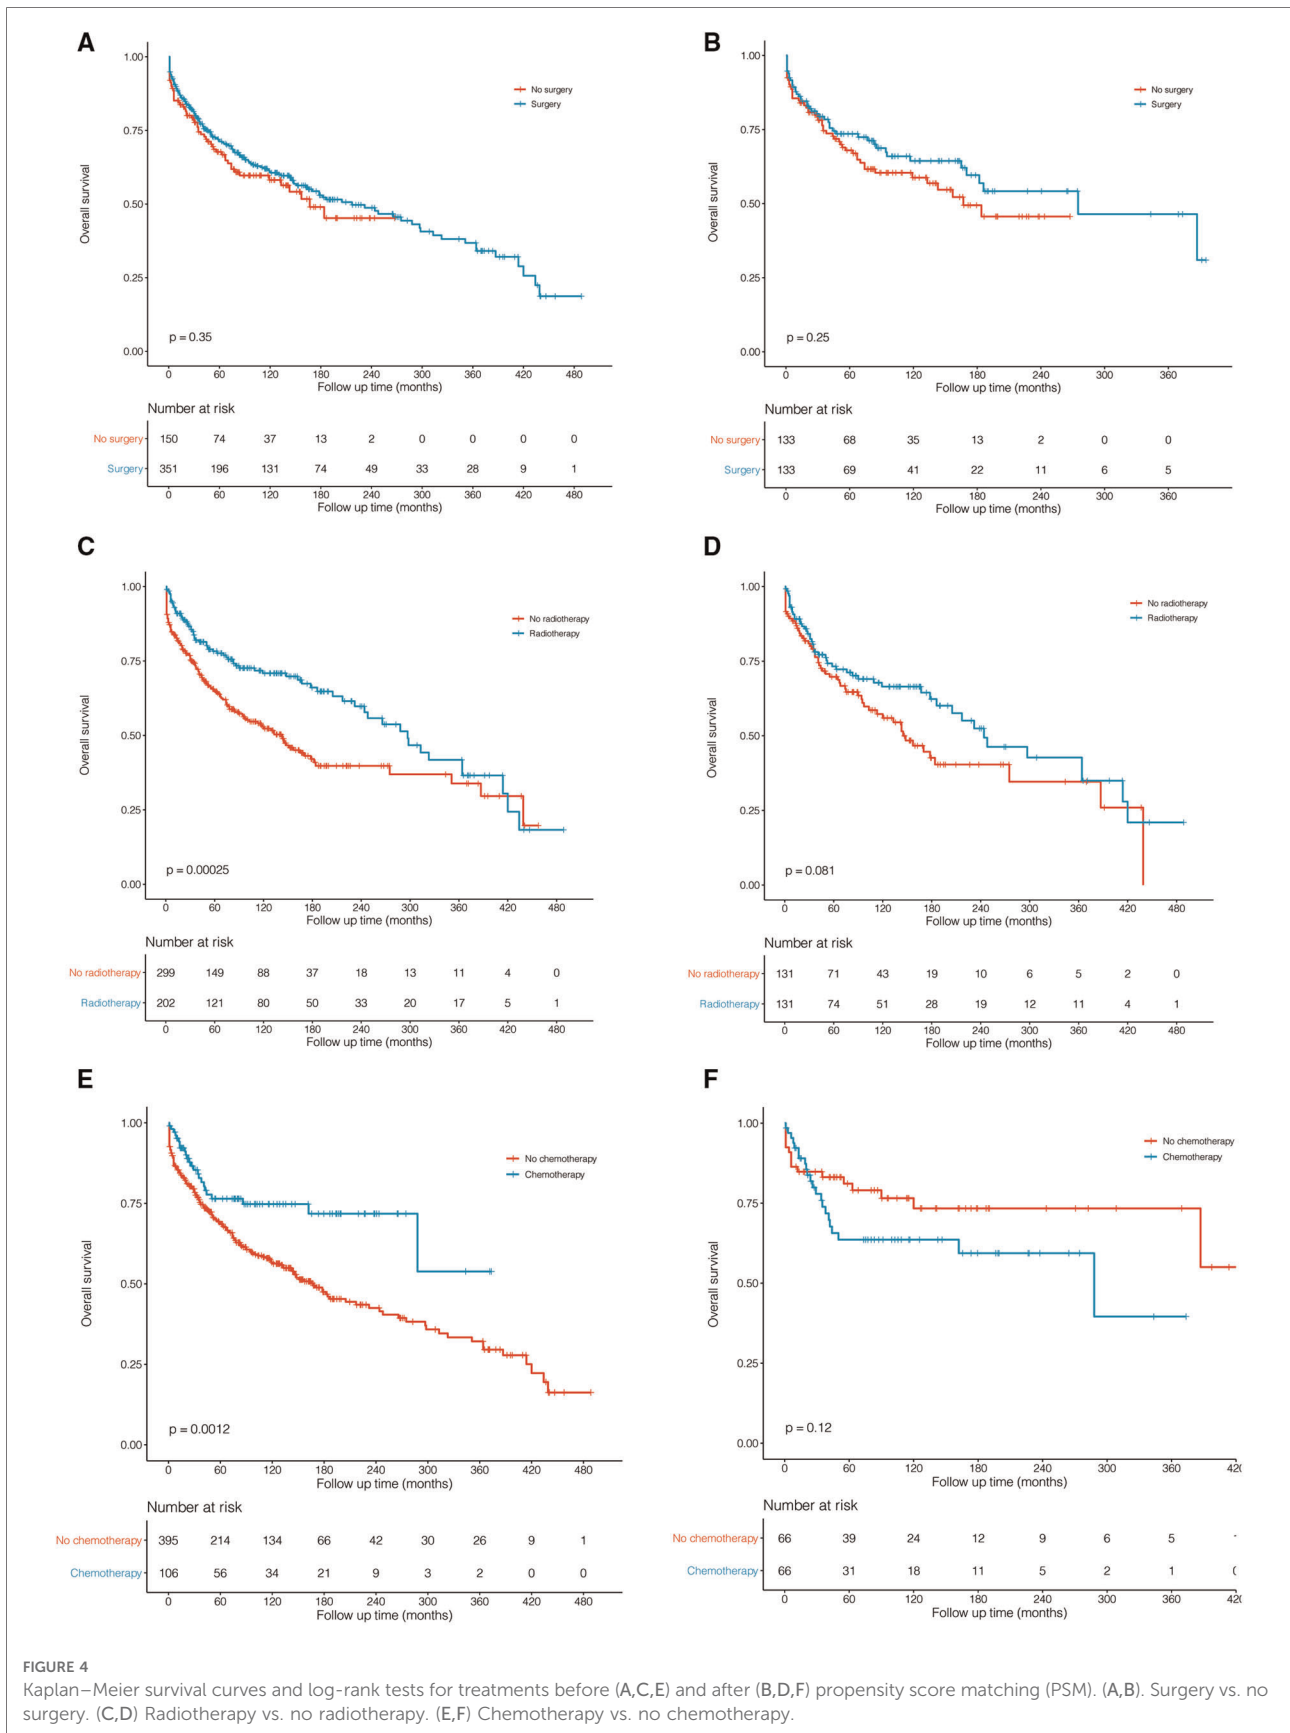 A
1.00
0.75
0.50
0.25
0.00
Overall survival
No surgery
Surgery
p = 0.35
0 60 120 180 240 300 360 420 480
Follow up time (months)
Number at risk
No surgery 150 74 37 13 2 0 0 0 0
Surgery 351 196 131 74 49 33 28 9 1
0 60 120 180 240 300 360 420 480
Follow up time (months)
B
1.00
0.75
0.50
0.25
0.00
Overall survival
No surgery
Surgery
p = 0.25
0 60 120 180 240 300 360
Follow up time (months)
Number at risk
No surgery 133 68 35 13 2 0 0
Surgery 133 69 41 22 11 6 5
0 60 120 180 240 300 360
Follow up time (months)
C
1.00
0.75
0.50
0.25
0.00
Overall survival
No radiotherapy
Radiotherapy
p = 0.00025
0 60 120 180 240 300 360 420 480
Follow up time (months)
Number at risk
No radiotherapy 299 149 88 37 18 13 11 4 0
Radiotherapy 202 121 80 50 33 20 17 5 1
0 60 120 180 240 300 360 420 480
Follow up time (months)
D
1.00
0.75
0.50
0.25
0.00
Overall survival
No radiotherapy
Radiotherapy
p = 0.081
0 60 120 180 240 300 360 420 480
Follow up time (months)
Number at risk
No radiotherapy 131 71 43 19 10 6 5 2 0
Radiotherapy 131 74 51 28 19 12 11 4 1
0 60 120 180 240 300 360 420 480
Follow up time (months)
E
1.00
0.75
0.50
0.25
0.00
Overall survival
No chemotherapy
Chemotherapy
p = 0.0012
0 60 120 180 240 300 360 420 480
Follow up time (months)
Number at risk
No chemotherapy 395 214 134 66 42 30 26 9 1
Chemotherapy 106 56 34 21 9 3 2 0 0
0 60 120 180 240 300 360 420 480
Follow up time (months)
F
1.00
0.75
0.50
0.25
0.00
Overall survival
No chemotherapy
Chemotherapy
p = 0.12
0 60 120 180 240 300 360 420
Follow up time (months)
Number at risk
No chemotherapy 66 39 24 12 9 6 5
Chemotherapy 66 31 18 11 5 2 1
0 60 120 180 240 300 360 420
Follow up time (months)
FIGURE 4
Kaplan–Meier survival curves and log-rank tests for treatments before (A,C,E) and after (B,D,F) propensity score matching (PSM). (A,B). Surgery vs. no
surgery. (C,D) Radiotherapy vs. no radiotherapy. (E,F) Chemotherapy vs. no chemotherapy.